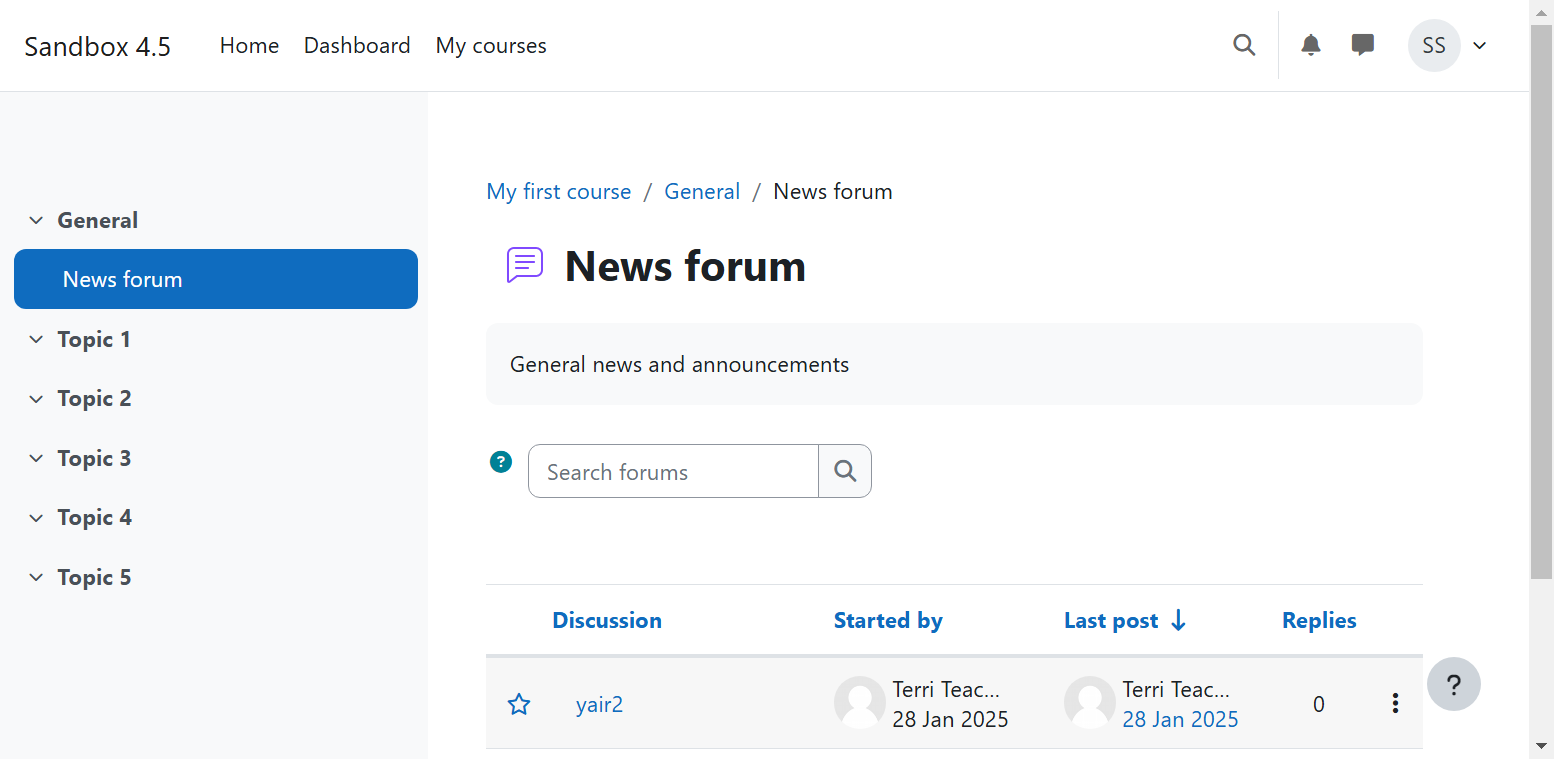 Sandbox 4.5 Home Dashboard My courses SS
General
News forum
Topic 1
Topic 2
Topic 3
Topic 4
Topic 5
My first course / General / News forum
News forum
General news and announcements
? Search forums
Discussion Started by Last post Replies
yair2 Terri Teac... Terri Teac... 0
28 Jan 2025 28 Jan 2025
?